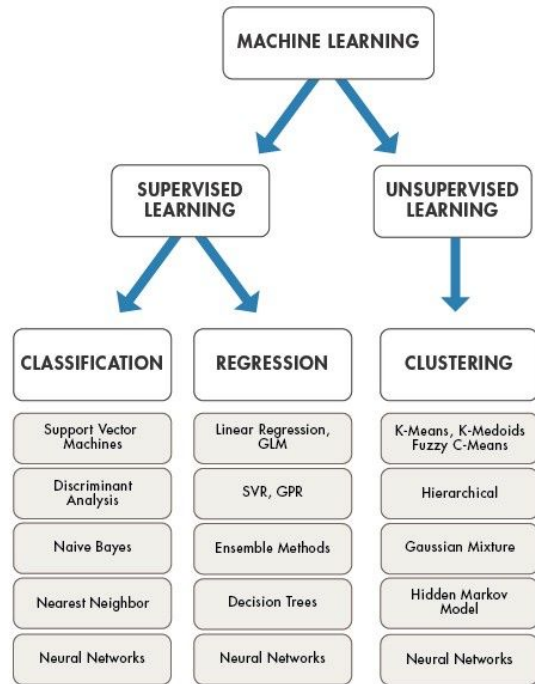 MACHINE LEARNING
SUPERVISED
LEARNING
UNSUPERVISED
LEARNING
CLASSIFICATION
Support Vector
Machines
Discriminant
Analysis
Naive Bayes
Nearest Neighbor
Neural Networks
REGRESSION
Linear Regression,
GLM
SVR, GPR
Ensemble Methods
Decision Trees
Neural Networks
CLUSTERING
K-Means, K-Medoids
Fuzzy C-Means
Hierarchical
Gaussian Mixture
Hidden Markov
Model
Neural Networks